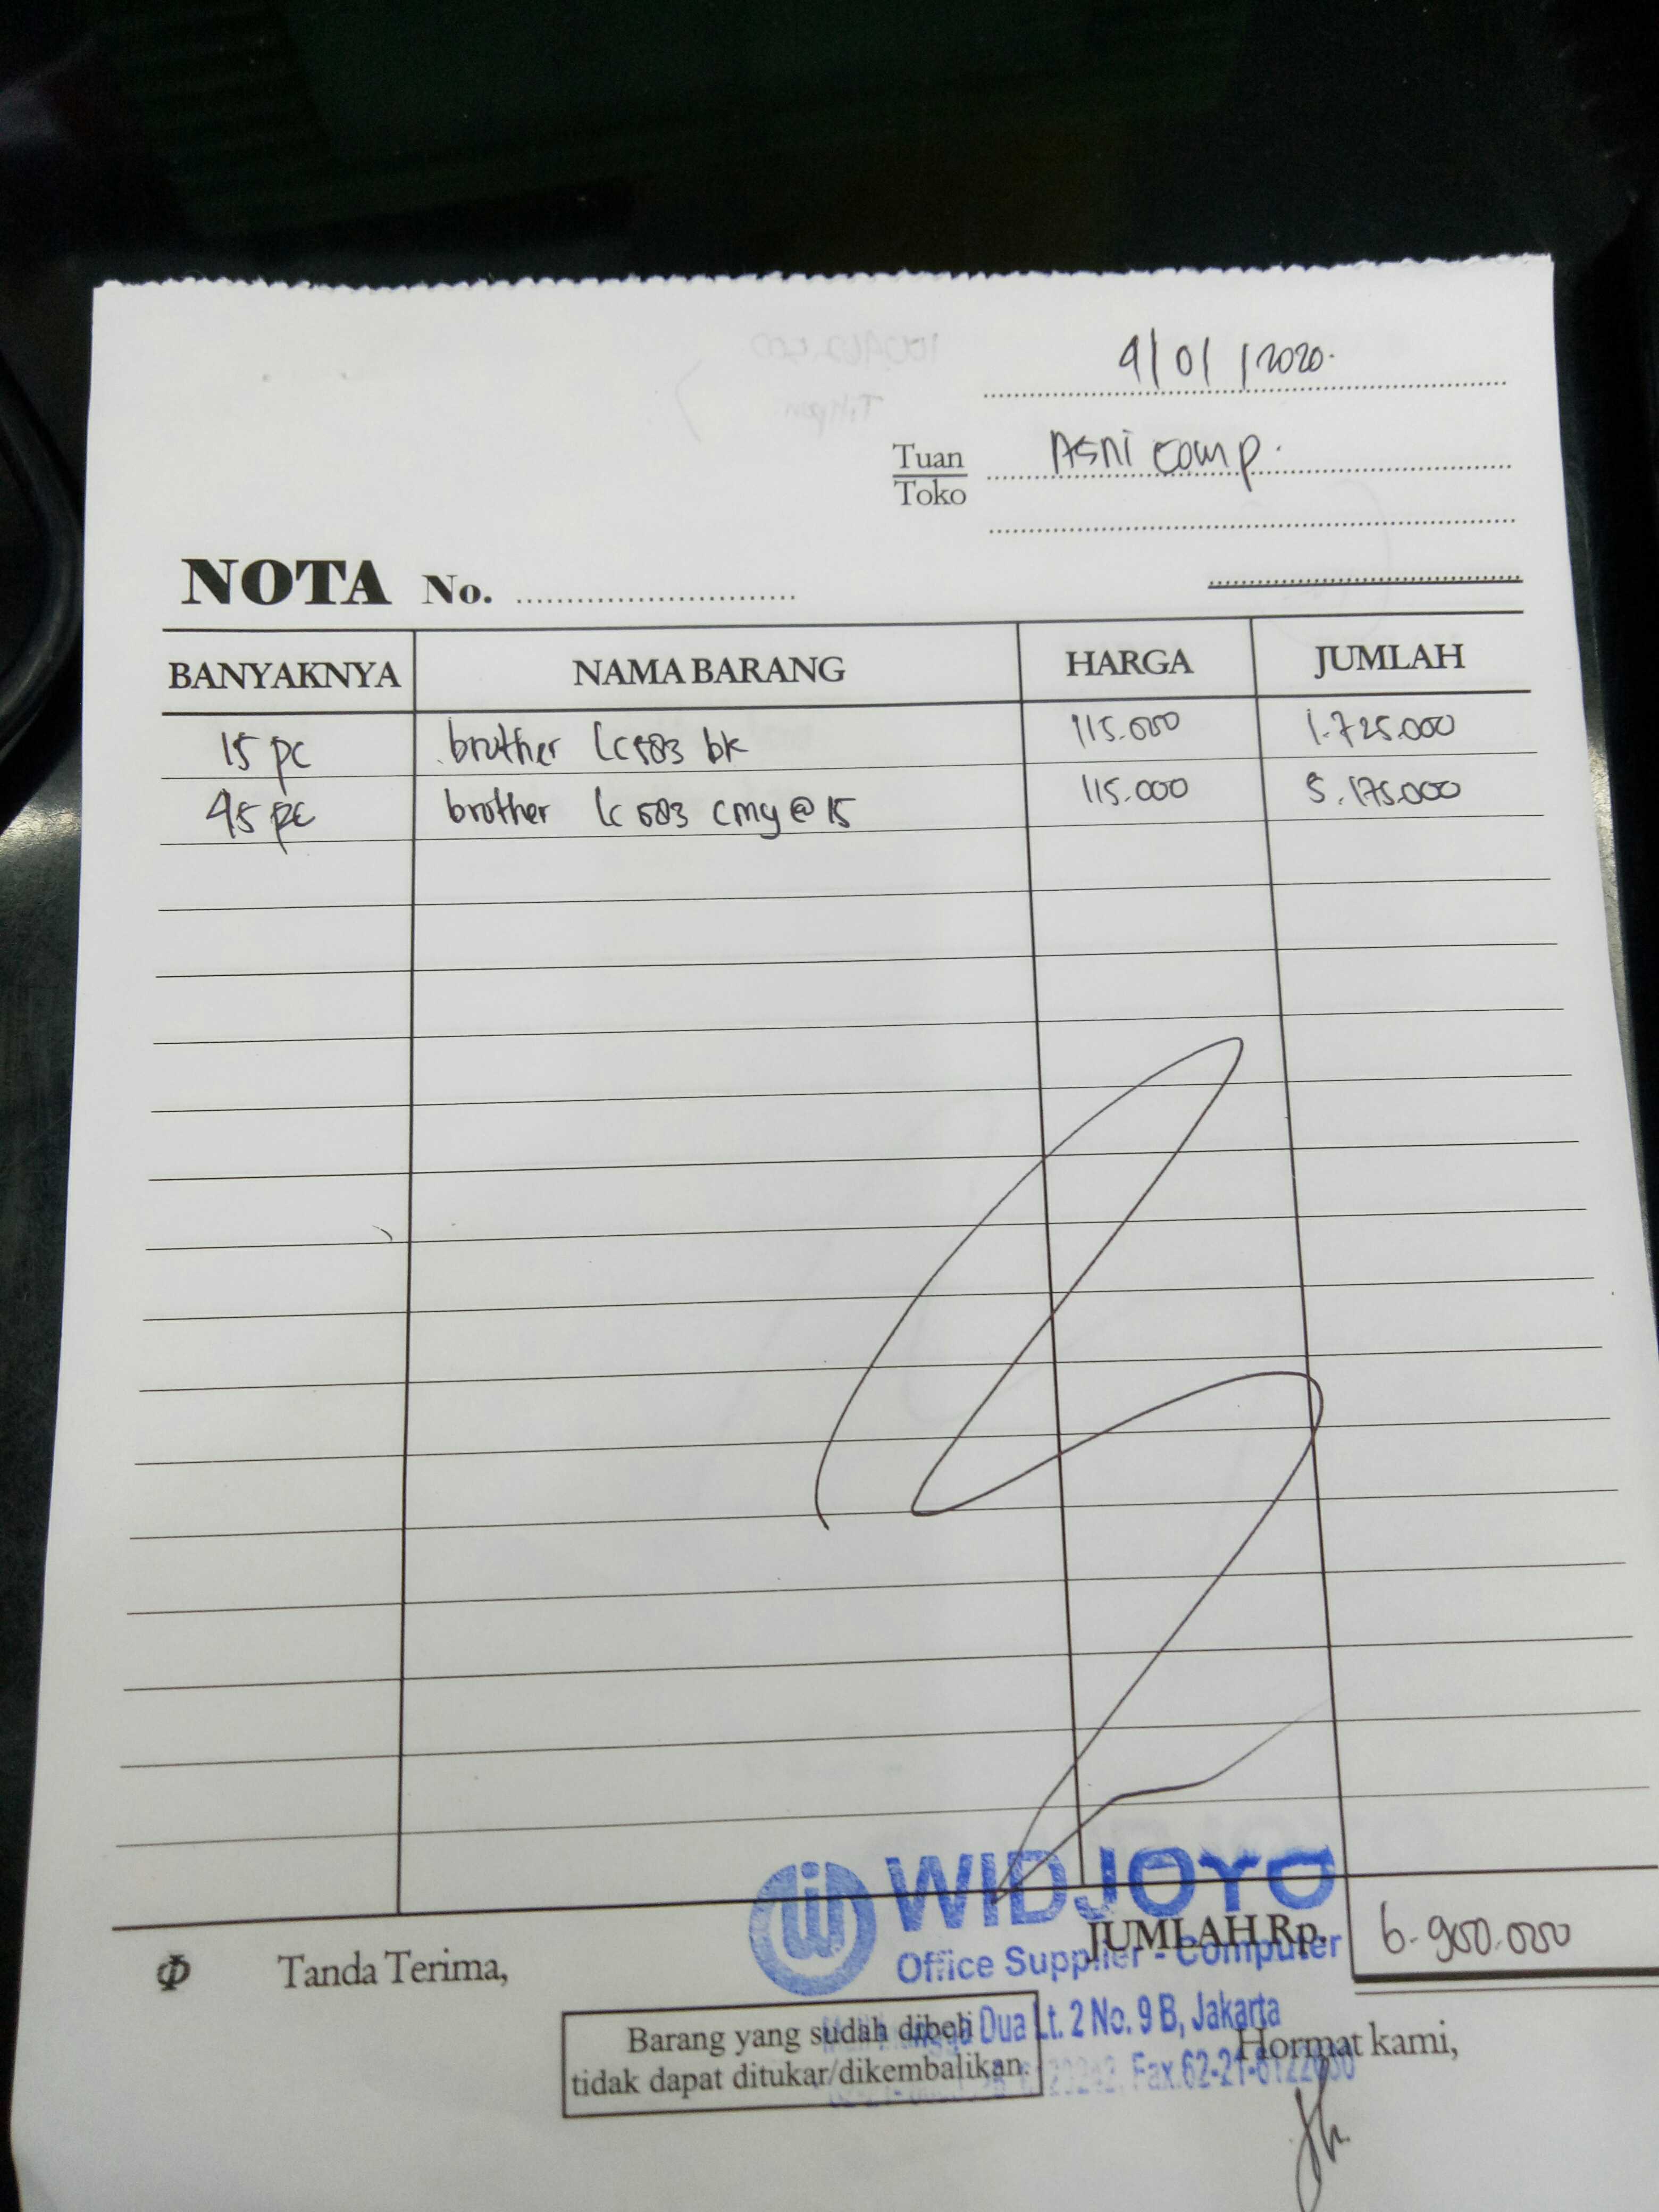 4/01/2020.
Tuan
Toko
Asni comp.
NOTA No.
BANYAKNYA NAMA BARANG HARGA JUMLAH
15 pc brother lc583 bk 115.000 1.725.000
45 pc brother lc 583 cmy @ 15 115.000 5.175.000
WIDJOYO
JUMLAH Rp. 6.900.000
Office Supplier - Computer
Tanda Terima,
Dua Lt. 2 No. 9 B, Jakarta
Barang yang sudah dibeli
tidak dapat ditukar/dikembalikan.
Hormat kami,